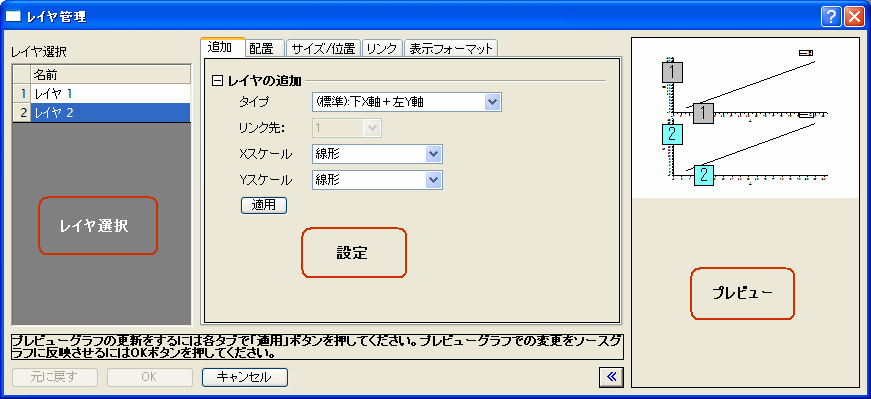 レイヤ管理
レイヤ選択
名前
1 レイヤ 1
2 レイヤ 2
レイヤ選択
追加 配置 サイズ/位置 リンク 表示フォーマット
レイヤの追加
タイプ (標準):下X軸+左Y軸
リンク先: 1
Xスケール 線形
Yスケール 線形
適用
設定
1
1
2
2
プレビュー
プレビューグラフの更新をするには各タブで「適用」ボタンを押してください。プレビューグラフでの変更をソースグ
ラフに反映させるにはOKボタンを押してください。
元に戻す OK キャンセル